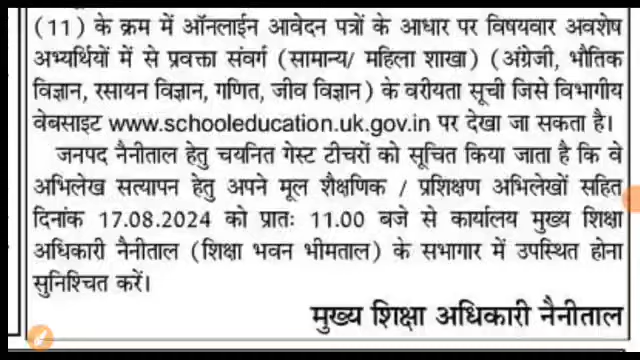 (11) के क्रम में ऑनलाईन आवेदन पत्रों के आधार पर विषयवार अवशेष
अभ्यर्थियों में से प्रवक्ता संवर्ग (सामान्य/ महिला शाखा) (अंग्रेजी, भौतिक
विज्ञान, रसायन विज्ञान, गणित, जीव विज्ञान) के वरीयता सूची जिसे विभागीय
वेबसाइट www.schooleducation.uk.gov.in पर देखा जा सकता है।
जनपद नैनीताल हेतु चयनित गेस्ट टीचरों को सूचित किया जाता है कि वे
अभिलेख सत्यापन हेतु अपने मूल शैक्षणिक / प्रशिक्षण अभिलेखों सहित
दिनांक 17.08.2024 को प्रातः 11.00 बजे से कार्यालय मुख्य शिक्षा
अधिकारी नैनीताल (शिक्षा भवन भीमताल) के सभागार में उपस्थित होना
सुनिश्चित करें।
मुख्य शिक्षा अधिकारी नैनीताल